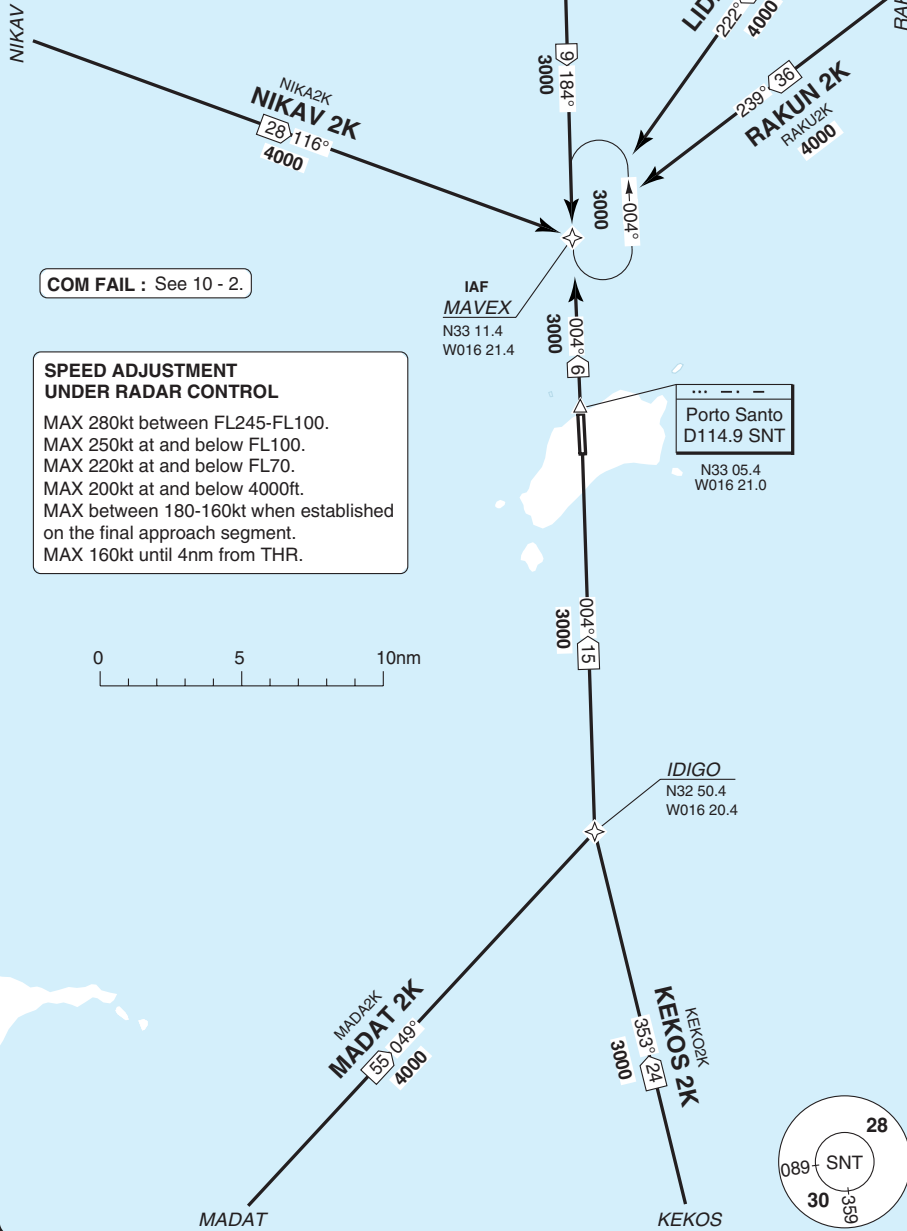 NIKAV
NIKA2K
NIKAV 2K
28 116°
4000
9 184°
3000
222°
4000
239° 36
RAKUN 2K
RAKU2K
4000
3000
004°
COM FAIL : See 10 - 2.
IAF
MAVEX
N33 11.4
W016 21.4
004° 6
3000
SPEED ADJUSTMENT
UNDER RADAR CONTROL
MAX 280kt between FL245-FL100.
MAX 250kt at and below FL100.
MAX 220kt at and below FL70.
MAX 200kt at and below 4000ft.
MAX between 180-160kt when established
on the final approach segment.
MAX 160kt until 4nm from THR.
Porto Santo
D114.9 SNT
N33 05.4
W016 21.0
004° 15
3000
0 5 10nm
IDIGO
N32 50.4
W016 20.4
MADA2K
MADAT 2K
55 049°
4000
KEKO2K
KEKOS 2K
353° 24
3000
MADAT
KEKOS
28
089 SNT
30 359